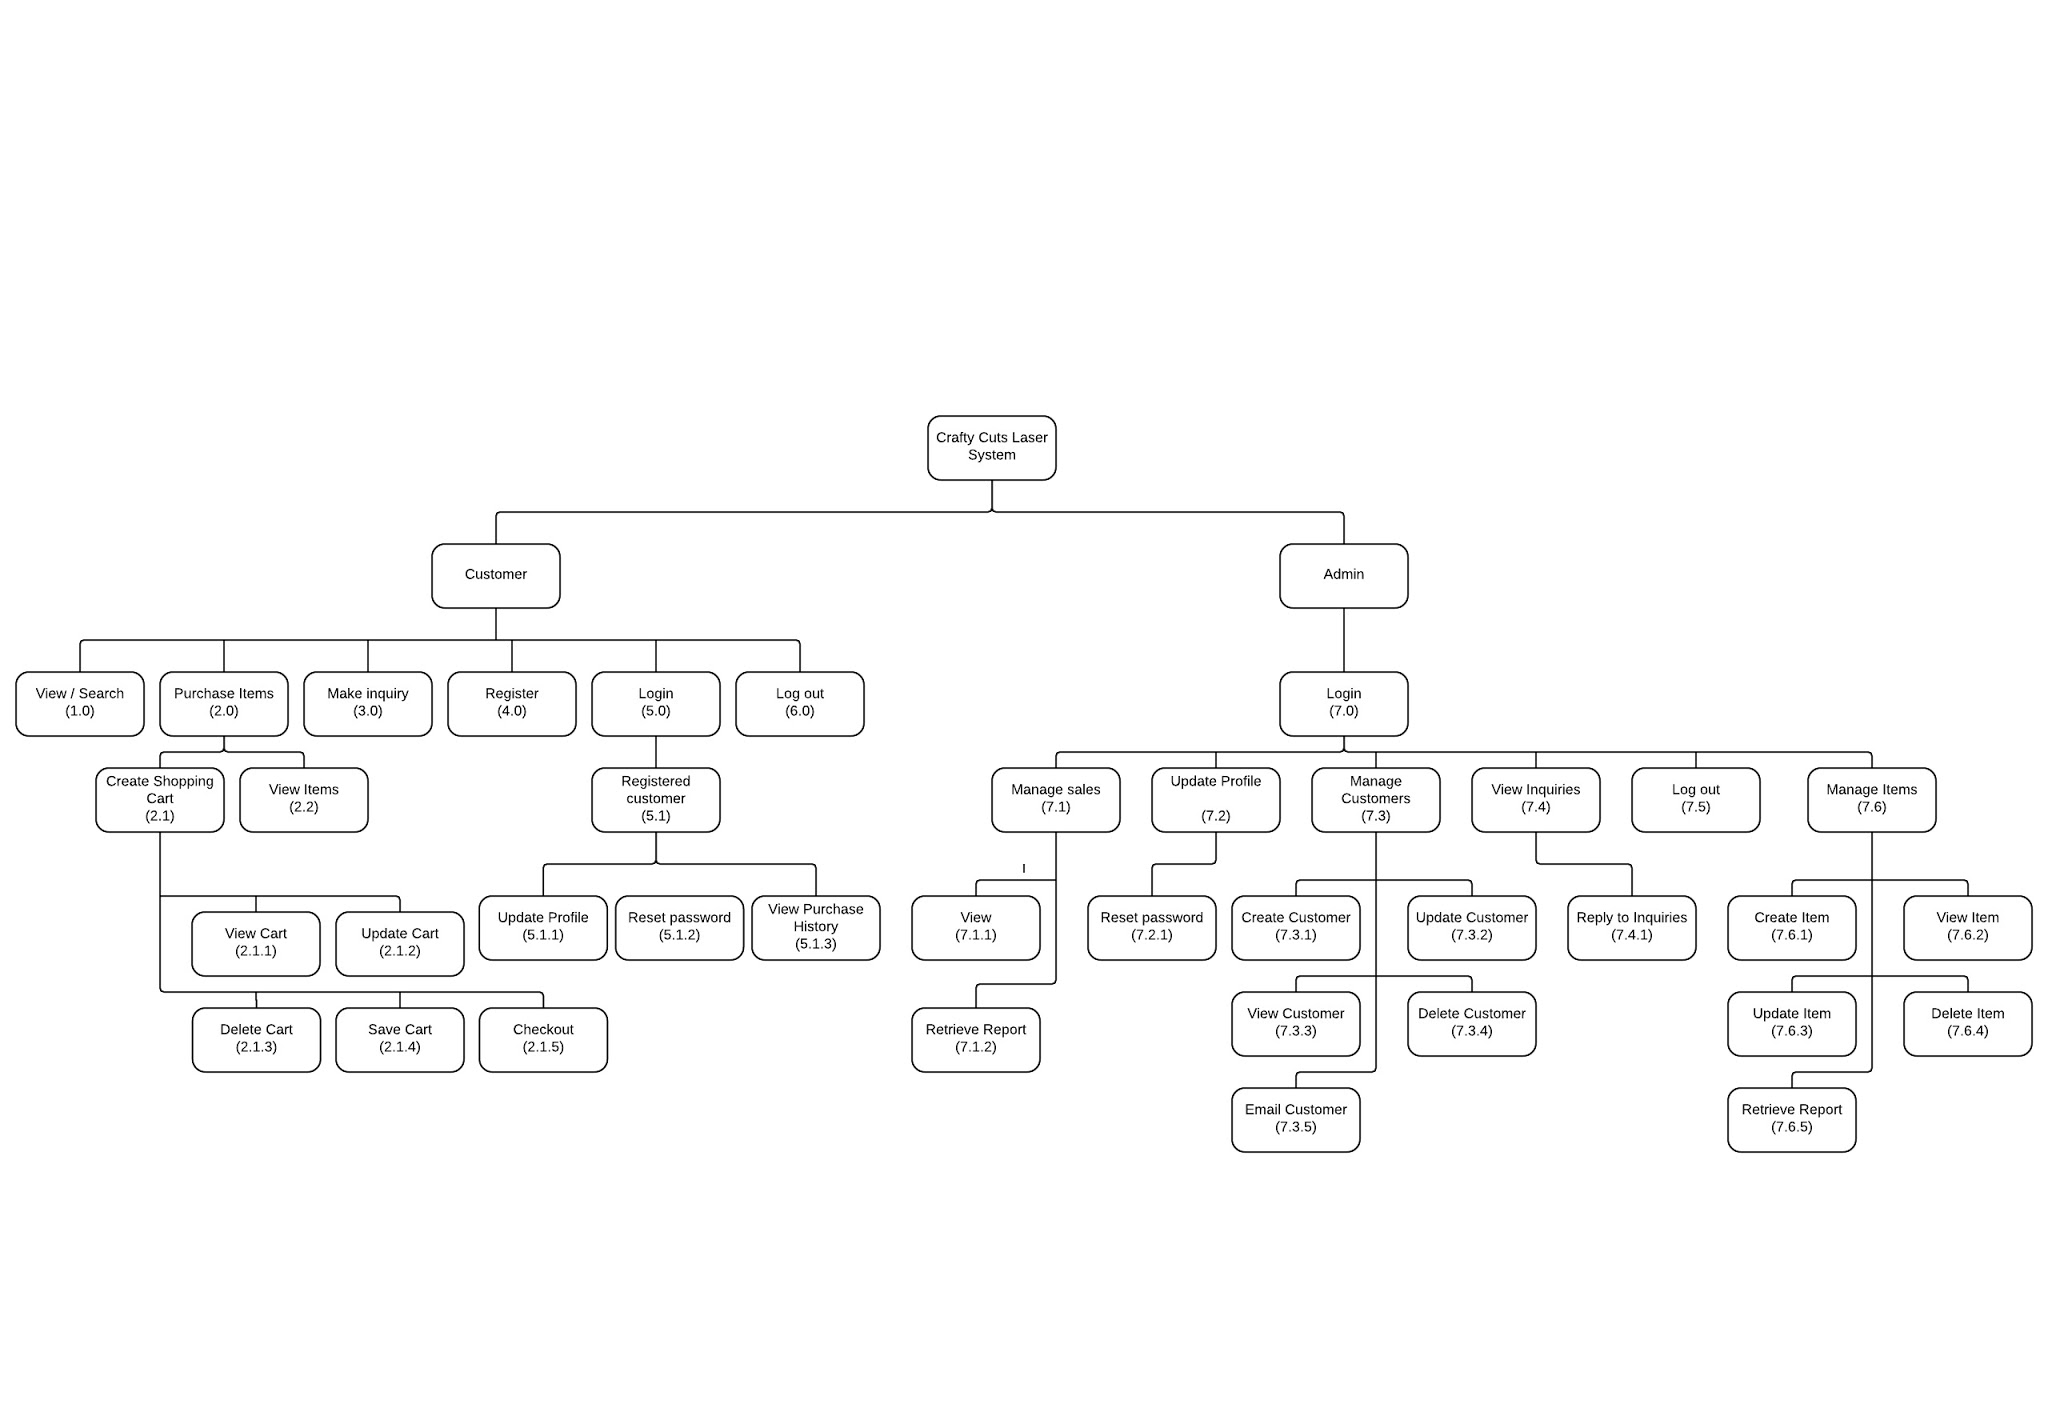 Crafty Cuts Laser
System
Customer
Admin
View / Search
(1.0)
Purchase Items
(2.0)
Make inquiry
(3.0)
Register
(4.0)
Login
(5.0)
Log out
(6.0)
Login
(7.0)
Create Shopping
Cart
(2.1)
View Items
(2.2)
Registered
customer
(5.1)
Manage sales
(7.1)
Update Profile
(7.2)
Manage
Customers
(7.3)
View Inquiries
(7.4)
Log out
(7.5)
Manage Items
(7.6)
View Cart
(2.1.1)
Update Cart
(2.1.2)
Update Profile
(5.1.1)
Reset password
(5.1.2)
View Purchase
History
(5.1.3)
l
View
(7.1.1)
Reset password
(7.2.1)
Create Customer
(7.3.1)
Update Customer
(7.3.2)
Reply to Inquiries
(7.4.1)
Create Item
(7.6.1)
View Item
(7.6.2)
Delete Cart
(2.1.3)
Save Cart
(2.1.4)
Checkout
(2.1.5)
Retrieve Report
(7.1.2)
View Customer
(7.3.3)
Delete Customer
(7.3.4)
Update Item
(7.6.3)
Delete Item
(7.6.4)
Email Customer
(7.3.5)
Retrieve Report
(7.6.5)